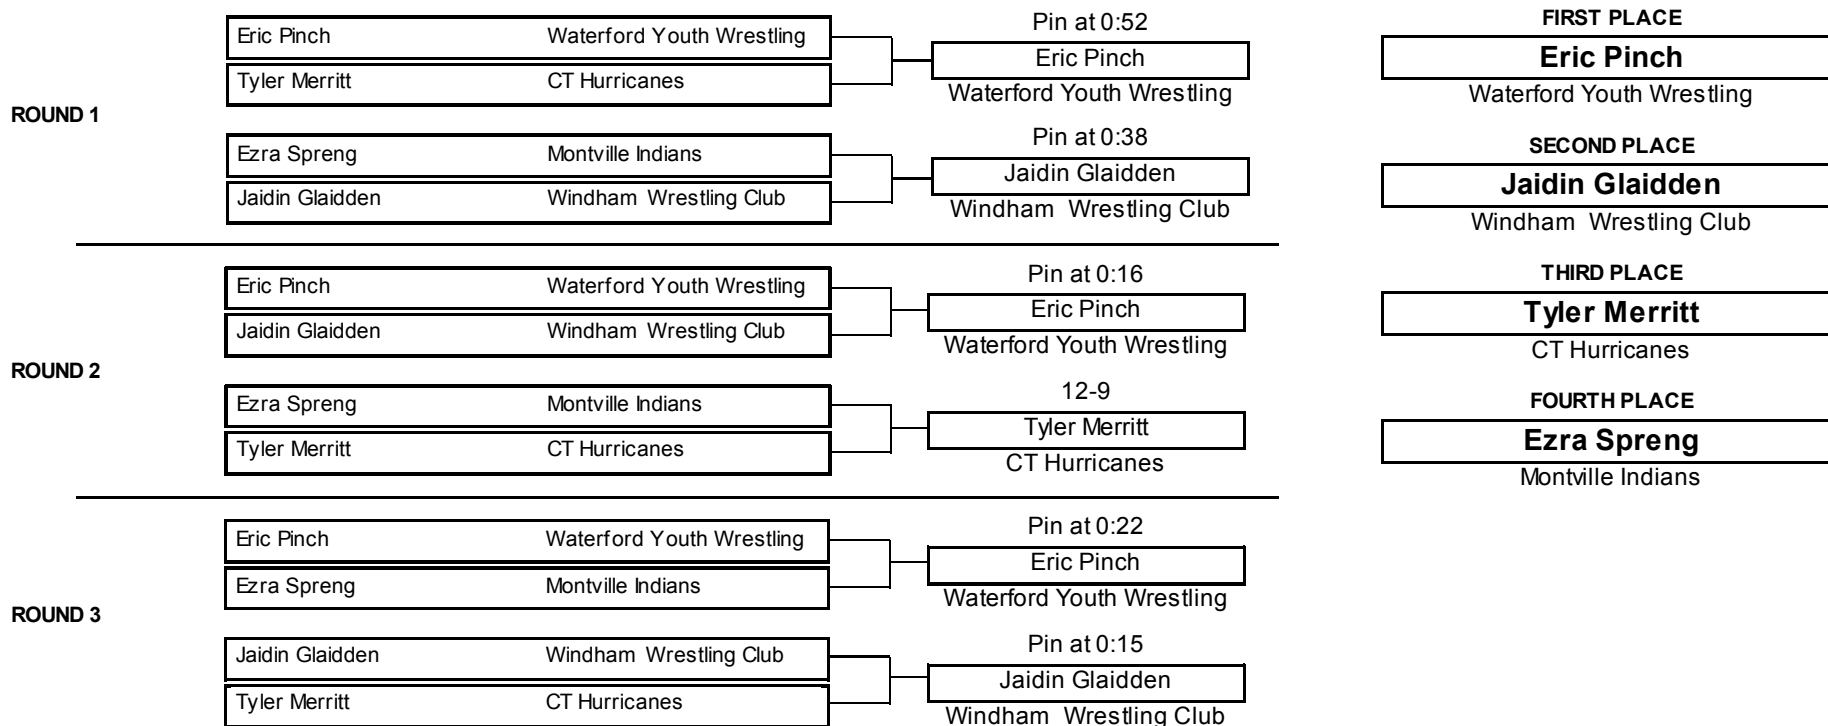 Pin at 0:52
Eric Pinch Waterford Youth Wrestling
Eric Pinch
Tyler Merritt CT Hurricanes
Waterford Youth Wrestling
ROUND 1
Pin at 0:38
Ezra Spreng Montville Indians
Jaidin Glaidden
Jaidin Glaidden Windham Wrestling Club
Windham Wrestling Club
Pin at 0:16
Eric Pinch Waterford Youth Wrestling
Eric Pinch
Jaidin Glaidden Windham Wrestling Club
Waterford Youth Wrestling
ROUND 2
12-9
Ezra Spreng Montville Indians
Tyler Merritt
Tyler Merritt CT Hurricanes
CT Hurricanes
Pin at 0:22
Eric Pinch Waterford Youth Wrestling
Eric Pinch
Ezra Spreng Montville Indians
Waterford Youth Wrestling
ROUND 3
Pin at 0:15
Jaidin Glaidden Windham Wrestling Club
Jaidin Glaidden
Tyler Merritt CT Hurricanes
Windham Wrestling Club
FIRST PLACE
Eric Pinch
Waterford Youth Wrestling
SECOND PLACE
Jaidin Glaidden
Windham Wrestling Club
THIRD PLACE
Tyler Merritt
CT Hurricanes
FOURTH PLACE
Ezra Spreng
Montville Indians